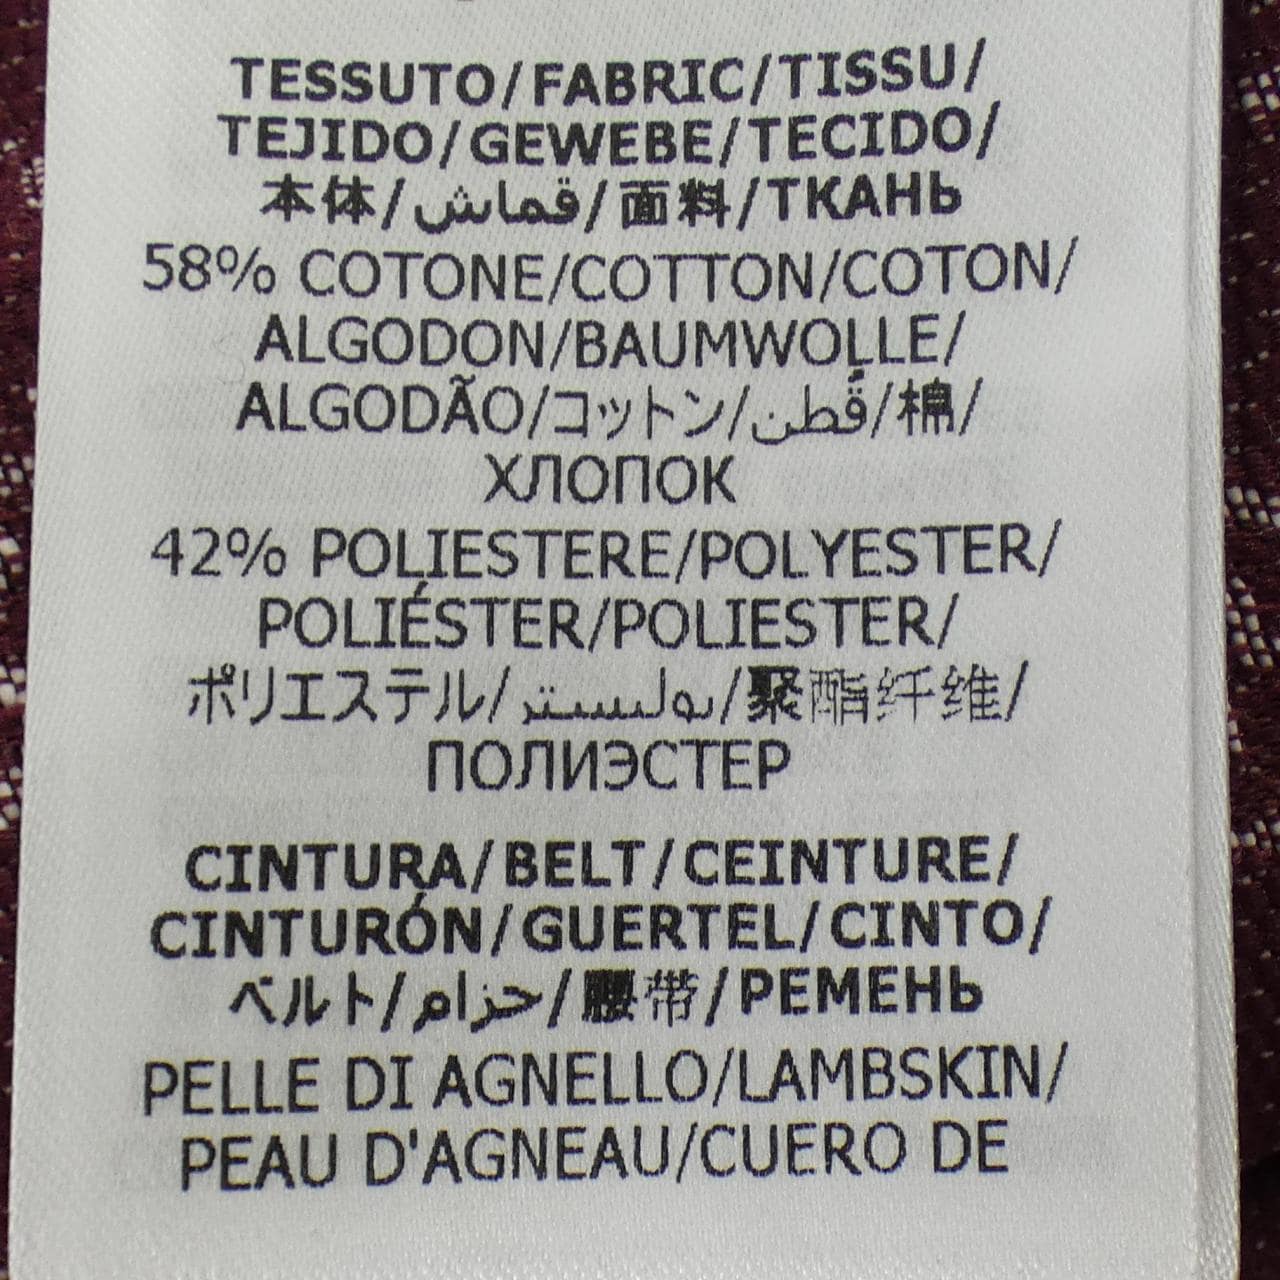 TESSUTO/FABRIC/TISSU/
TEJIDO/GEWEBE/TECIDO/
本体/قماش/面料/ТКАНЬ
58% COTONE/COTTON/COTON/
ALGODON/BAUMWOLLE/
ALGODÃO/コットン/قطن/棉/
ХЛОПОК
42% POLIESTERE/POLYESTER/
POLIÉSTER/POLIESTER/
ポリエステル/بوليستر/聚酯纤维/
ПОЛИЭСТЕР
CINTURA/BELT/CEINTURE/
CINTURÓN/GUERTEL/CINTO/
ベルト/حزام/腰带/РЕМЕНЬ
PELLE DI AGNELLO/LAMBSKIN/
PEAU D'AGNEAU/CUERO DE